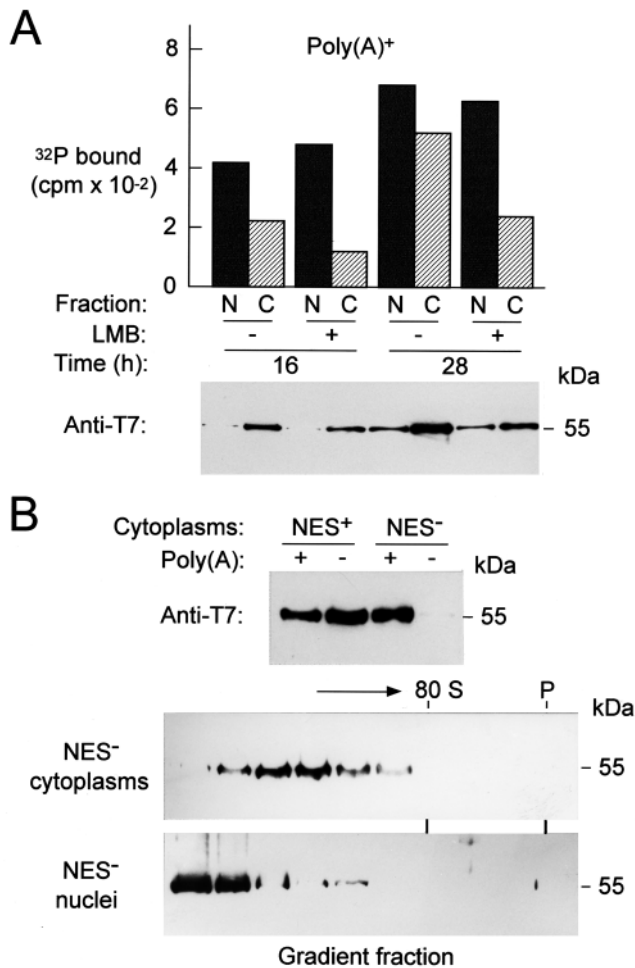 A
Poly(A)+
8
6
4
2
0
32P bound
(cpm x 10-2)
Fraction: N C N C N C N C
LMB: - + - +
Time (h): 16 28
kDa
Anti-T7: - 55
B
Cytoplasms: NES+ NES-
Poly(A): + - + -
kDa
Anti-T7: - 55
80 S P
kDa
NES-
cytoplasms
- 55
NES-
nuclei
- 55
Gradient fraction